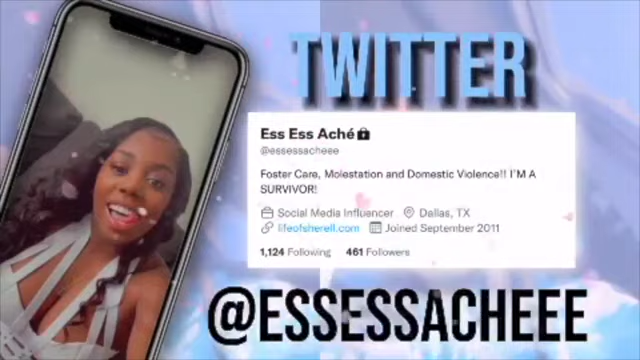 TWITTER
Ess Ess Aché
@essessacheee
Foster Care, Molestation and Domestic Violence!! I'M A
SURVIVOR!
Social Media Influencer Dallas, TX
lifeofsherell.com Joined September 2011
1,124 Following 461 Followers
@ESSESSACHEEE